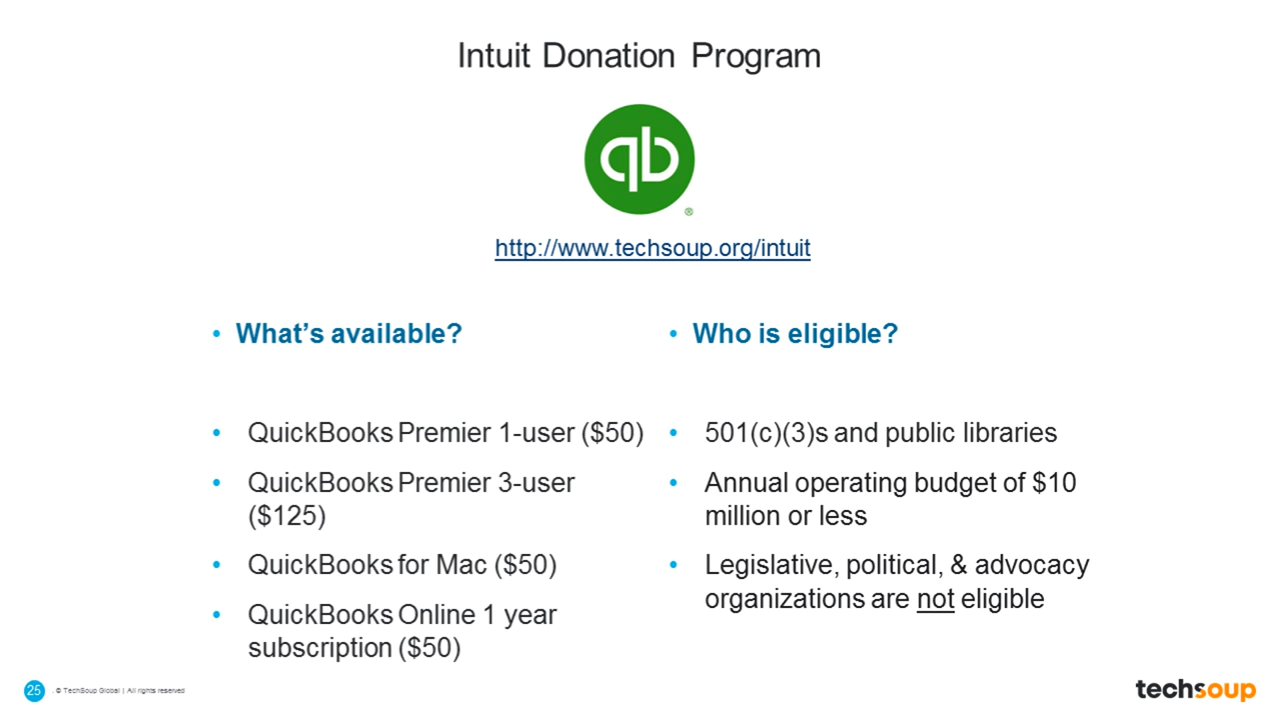 Intuit Donation Program
qb
®
http://www.techsoup.org/intuit
• What's available?
• QuickBooks Premier 1-user ($50)
• QuickBooks Premier 3-user
($125)
• QuickBooks for Mac ($50)
• QuickBooks Online 1 year
subscription ($50)
• Who is eligible?
• 501(c)(3)s and public libraries
• Annual operating budget of $10
million or less
• Legislative, political, & advocacy
organizations are not eligible
25 . © TechSoup Global | All rights reserved
techsoup